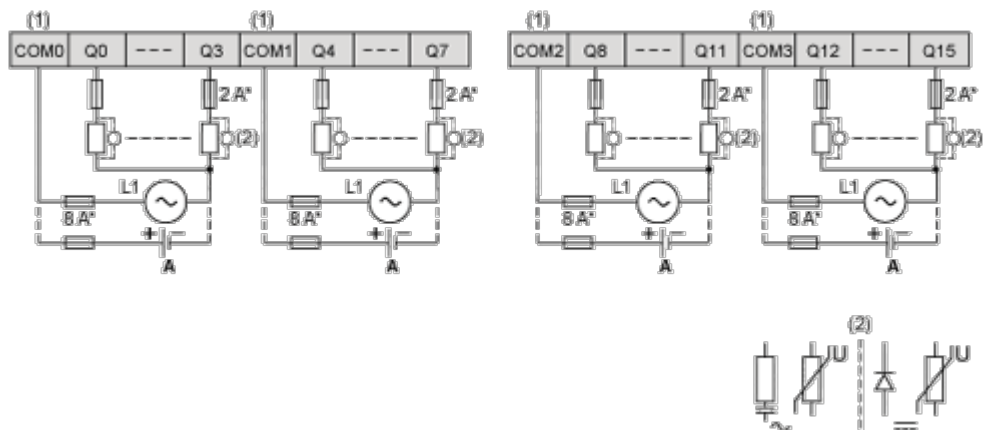 (1) (1) (1) (1)
COM0 Q0 --- Q3 COM1 Q4 --- Q7 COM2 Q8 --- Q11 COM3 Q12 --- Q15
2 A* 2 A* 2 A* 2 A*
(2) (2) (2) (2)
L1 L1 L1 L1
8 A* 8 A* 8 A* 8 A*
+ − + − + − + −
A A A A
(2)
U U